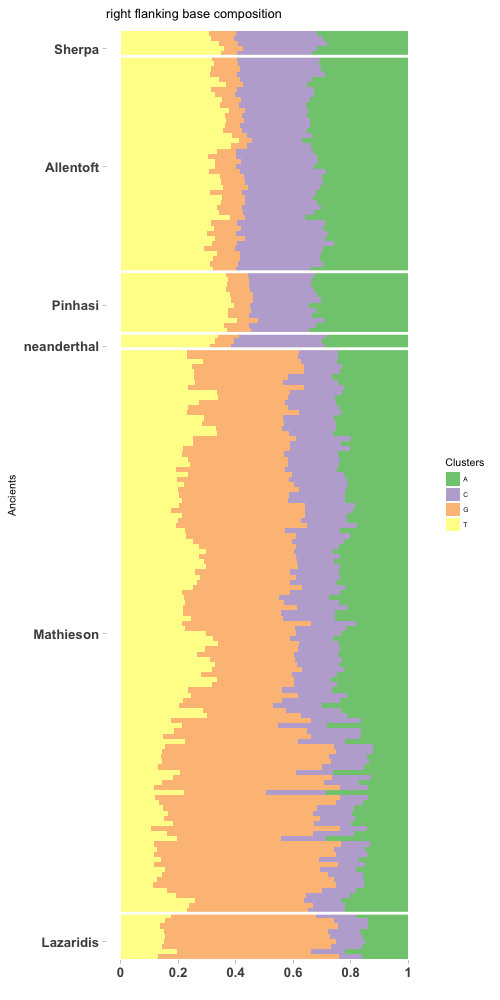 right flanking base composition
Sherpa
Allentoft
Pinhasi
neanderthal
Mathieson
Lazaridis
Ancients
Clusters
A
C
G
T
0 0.2 0.4 0.6 0.8 1